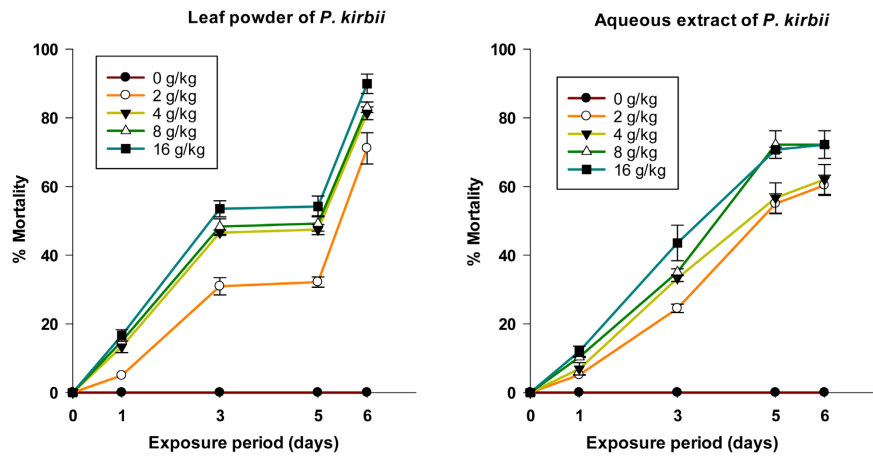 Leaf powder of P. kirbii
100
80
60
40
20
0
% Mortality
0 g/kg
2 g/kg
4 g/kg
8 g/kg
16 g/kg
0 1 3 5 6
Exposure period (days)
Aqueous extract of P. kirbii
100
80
60
40
20
0
% Mortality
0 g/kg
2 g/kg
4 g/kg
8 g/kg
16 g/kg
0 1 3 5 6
Exposure period (days)